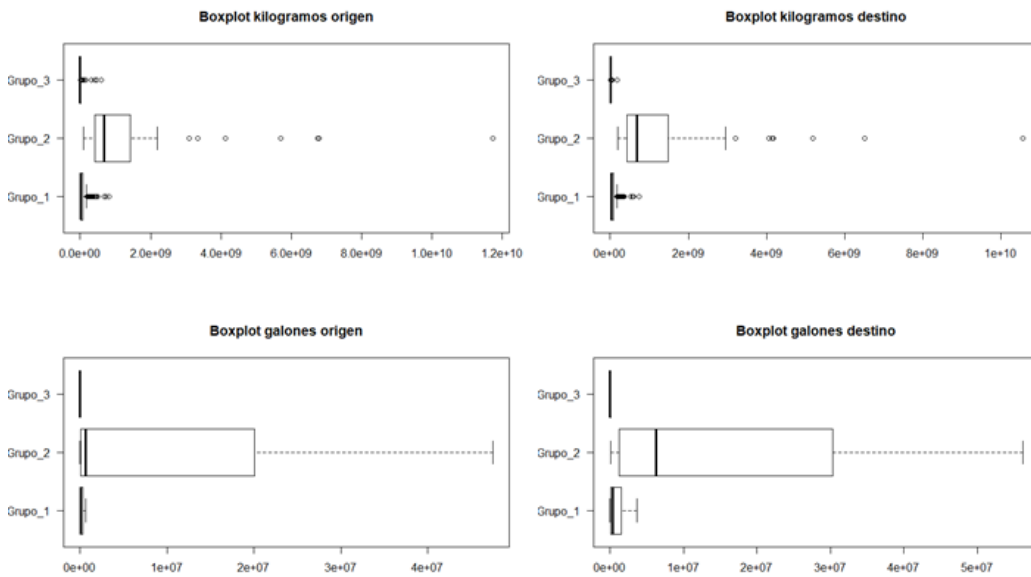 Boxplot kilogramos origen
Grupo_3
Grupo_2
Grupo_1
0.0e+00 2.0e+09 4.0e+09 6.0e+09 8.0e+09 1.0e+10 1.2e+10
Boxplot kilogramos destino
Grupo_3
Grupo_2
Grupo_1
0e+00 2e+09 4e+09 6e+09 8e+09 1e+10
Boxplot galones origen
Grupo_3
Grupo_2
Grupo_1
0e+00 1e+07 2e+07 3e+07 4e+07
Boxplot galones destino
Grupo_3
Grupo_2
Grupo_1
0e+00 1e+07 2e+07 3e+07 4e+07 5e+07